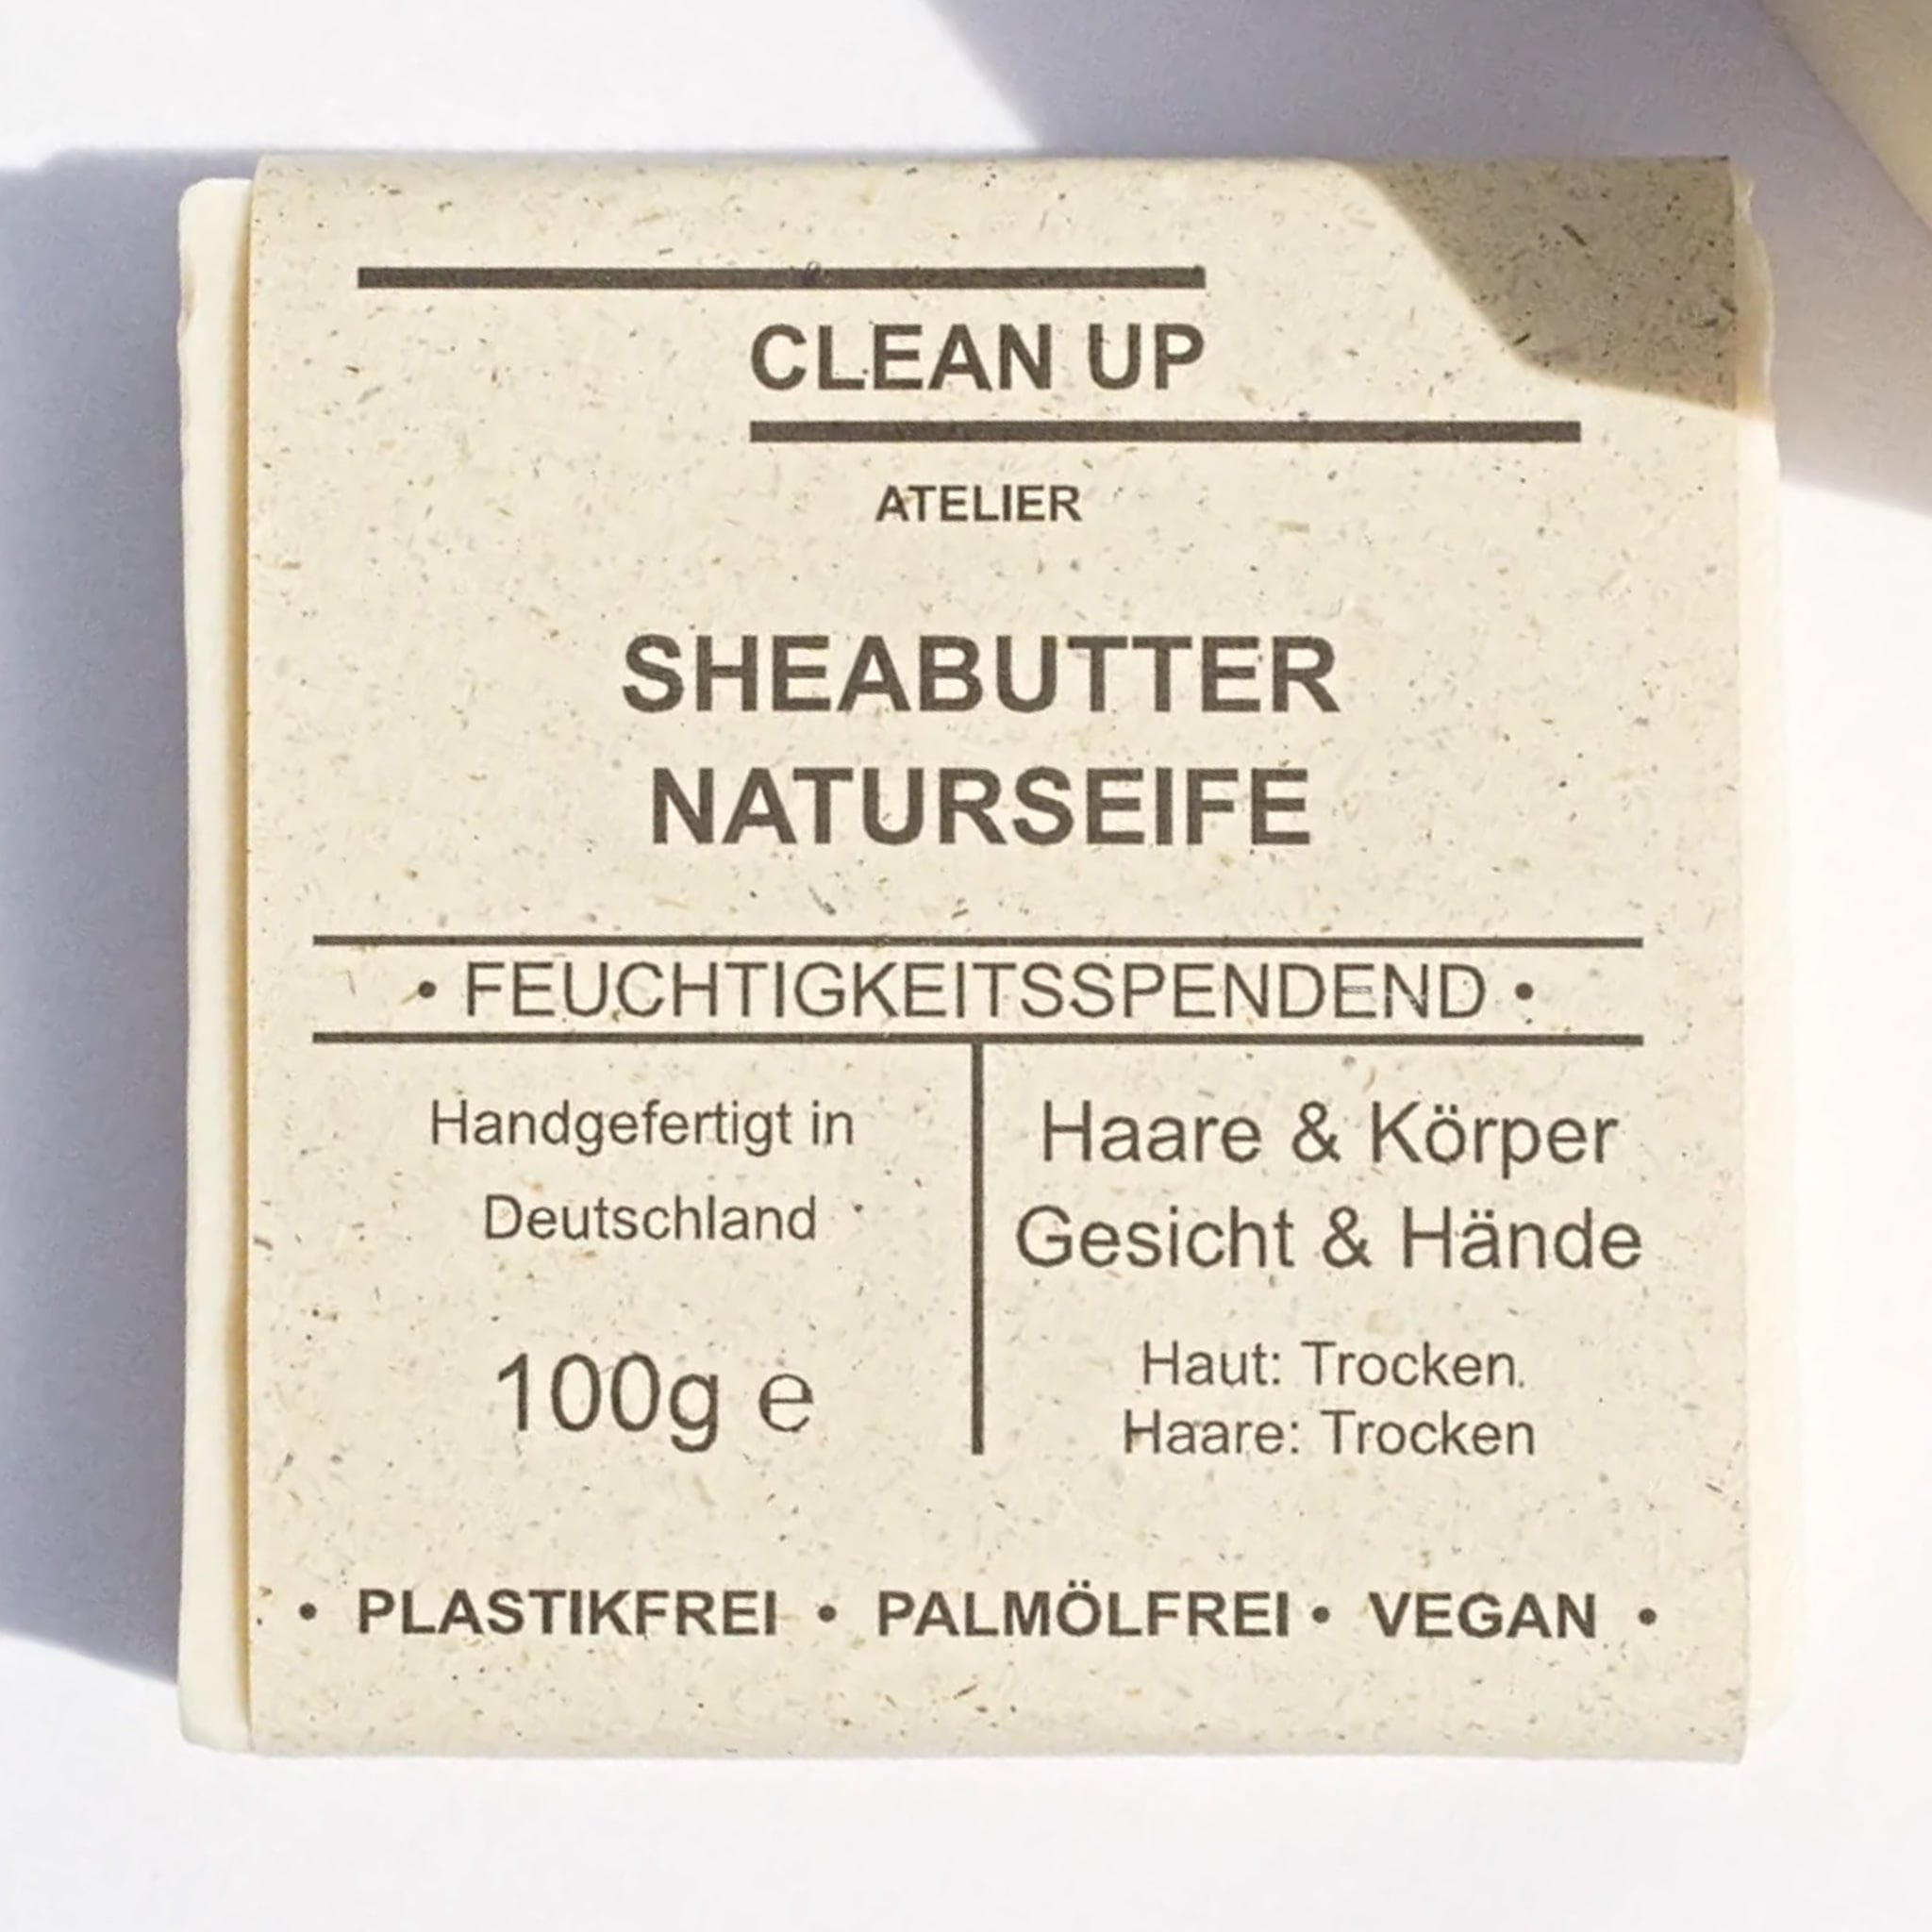 CLEAN UP
ATELIER
SHEABUTTER
NATURSEIFE
• FEUCHTIGKEITSSPENDEND •
Handgefertigt in
Deutschland
100g ℮
Haare & Körper
Gesicht & Hände
Haut: Trocken
Haare: Trocken
• PLASTIKFREI • PALMÖLFREI • VEGAN •